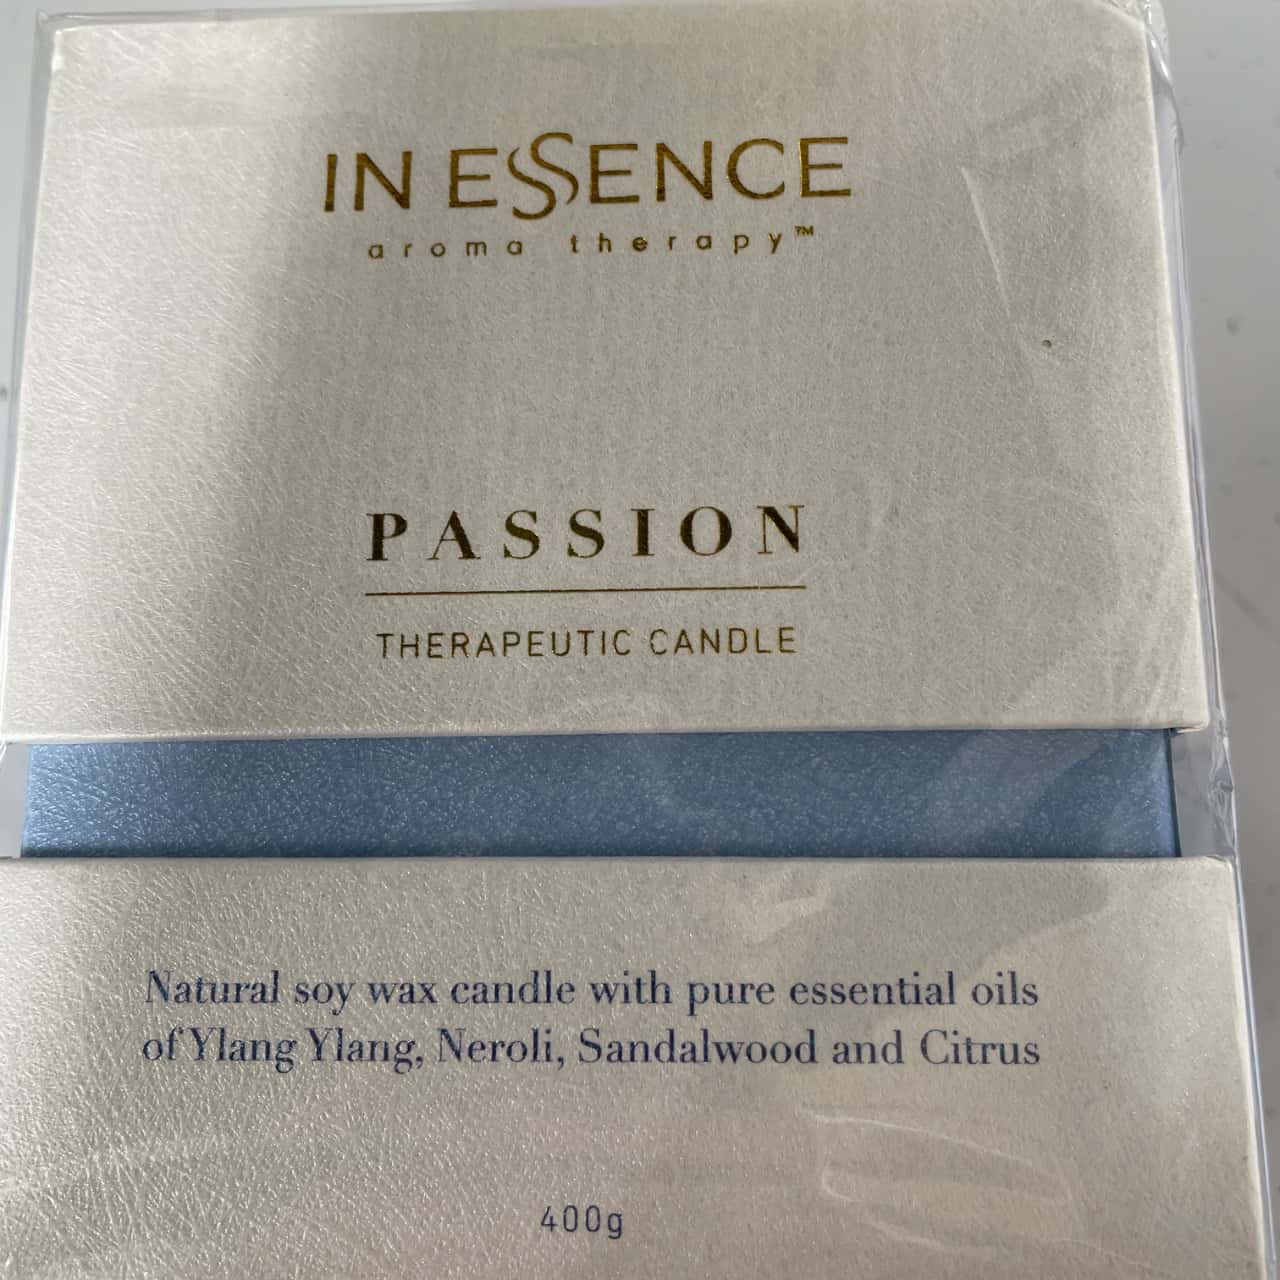 IN ESSENCE
aroma therapy™
PASSION
THERAPEUTIC CANDLE
Natural soy wax candle with pure essential oils
of Ylang Ylang, Neroli, Sandalwood and Citrus
400g